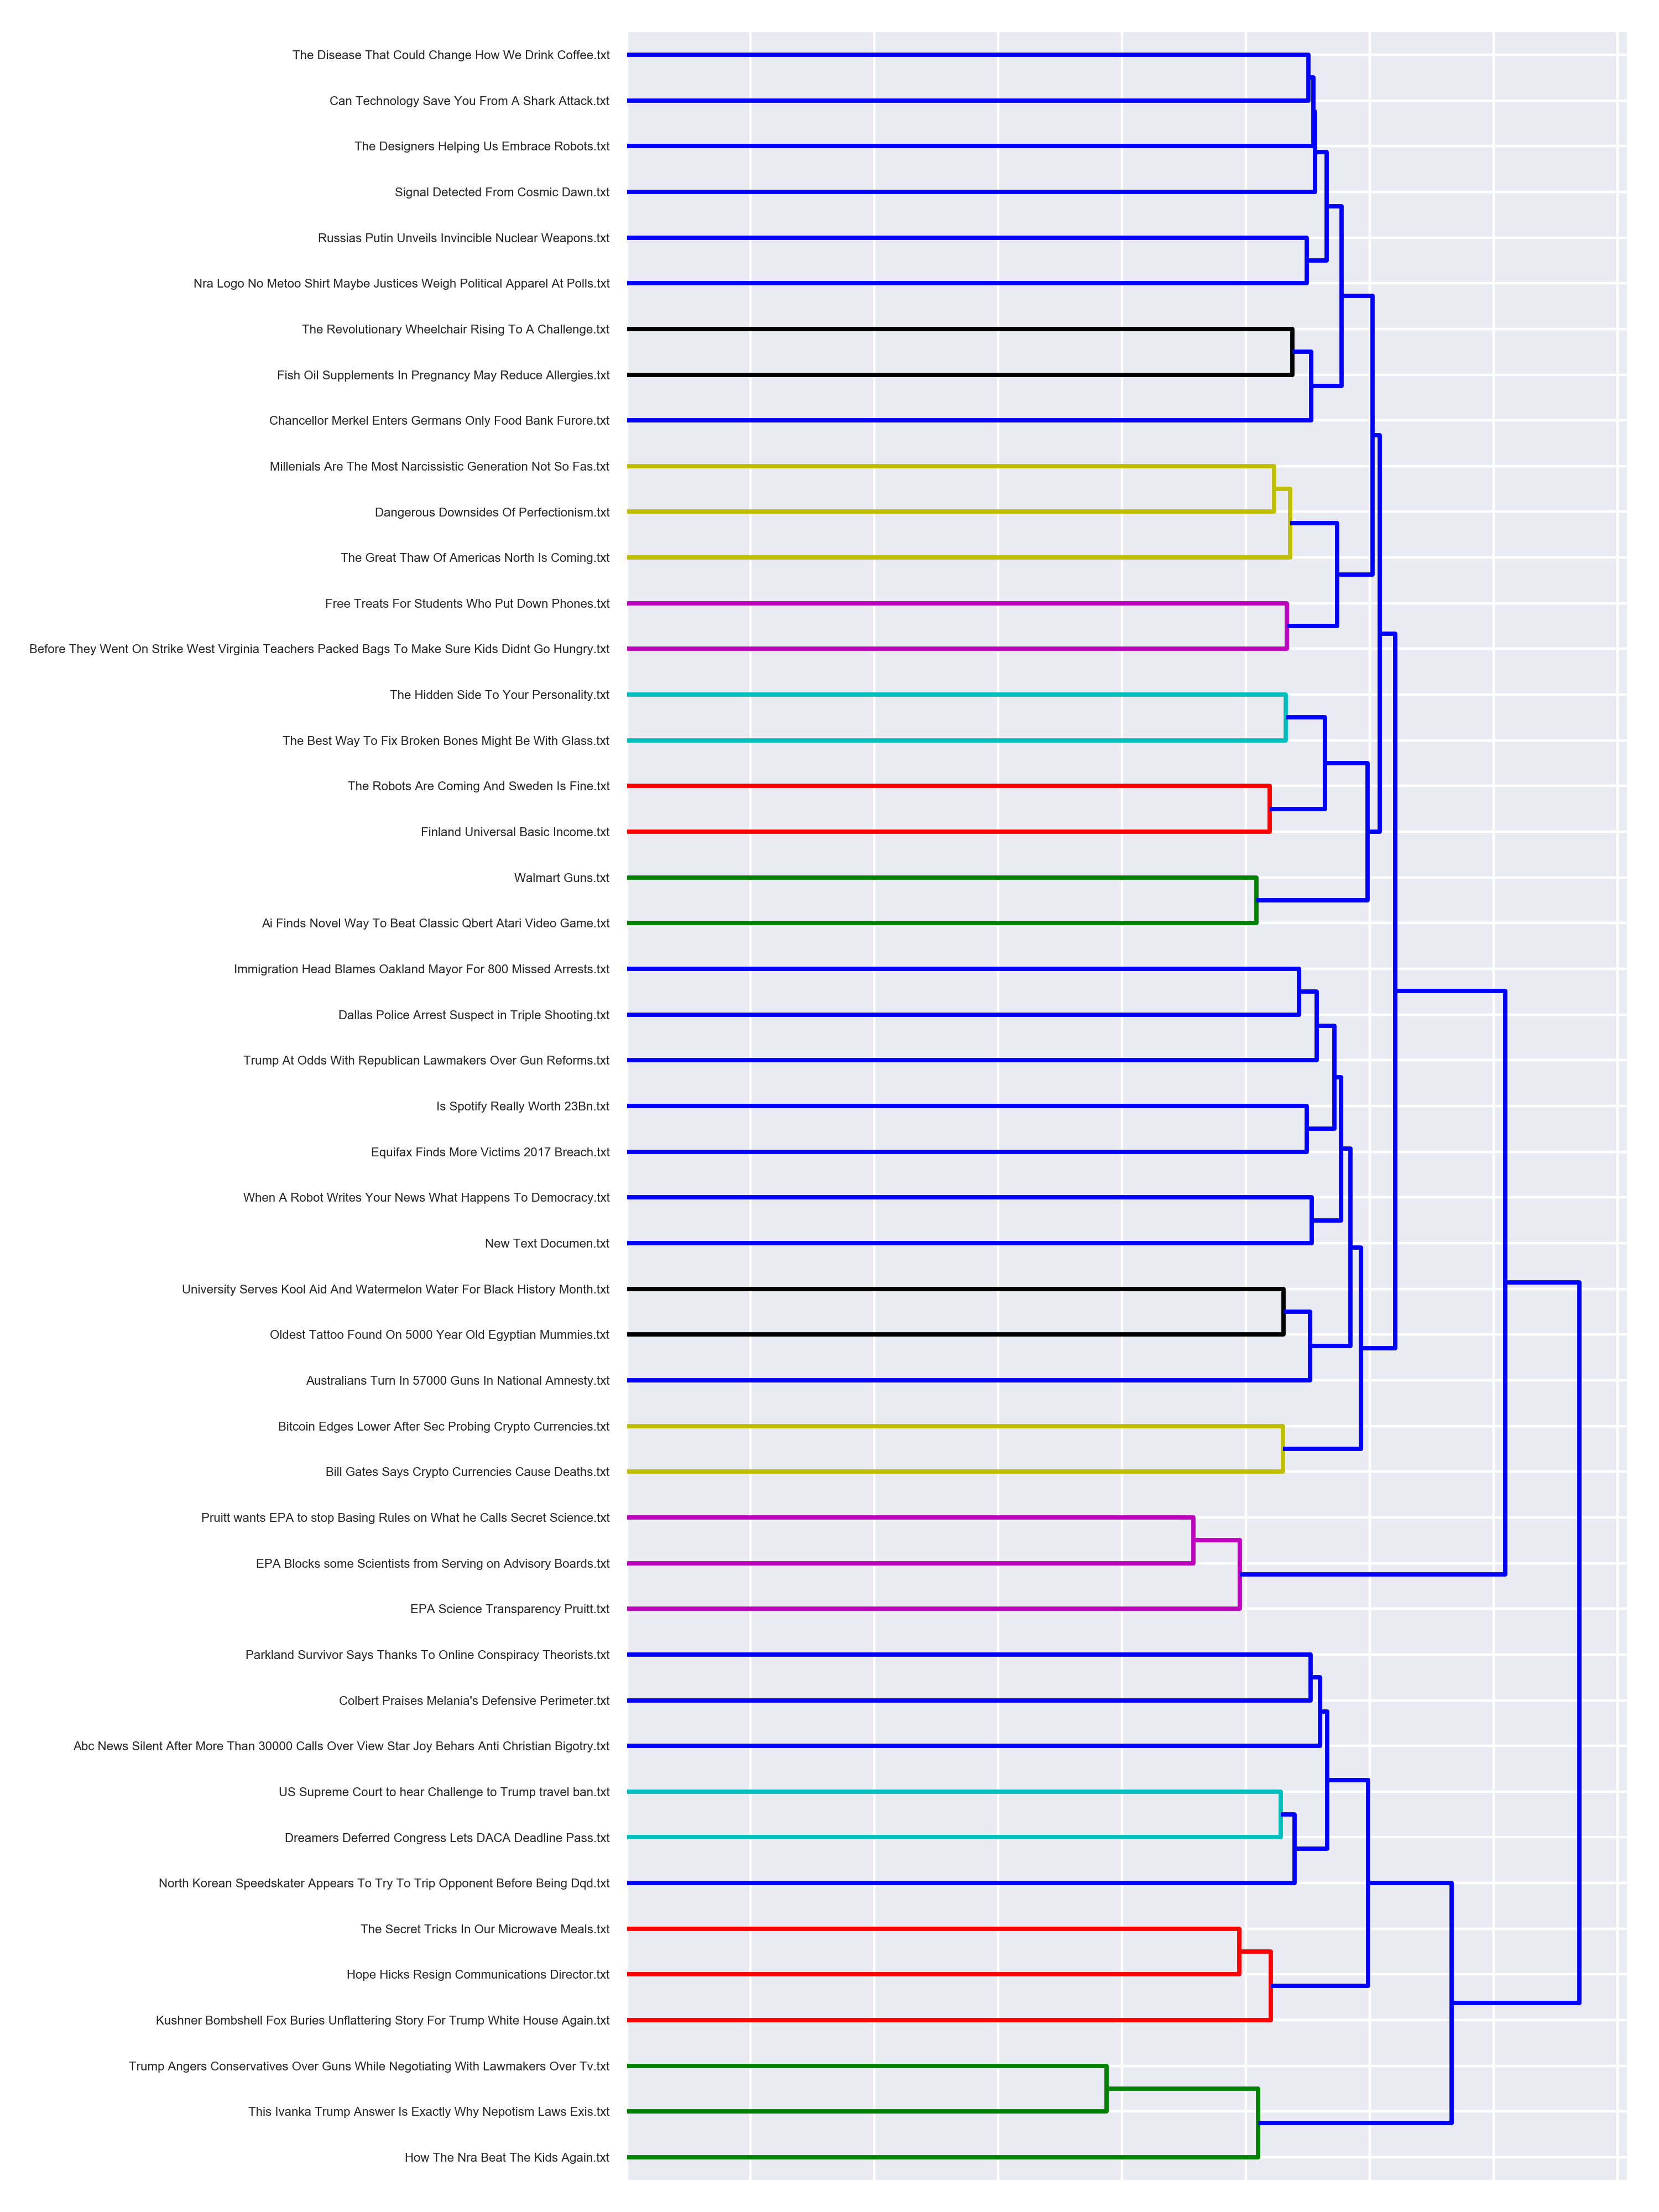 The Disease That Could Change How We Drink Coffee.txt
Can Technology Save You From A Shark Attack.txt
The Designers Helping Us Embrace Robots.txt
Signal Detected From Cosmic Dawn.txt
Russias Putin Unveils Invincible Nuclear Weapons.txt
Nra Logo No Metoo Shirt Maybe Justices Weigh Political Apparel At Polls.txt
The Revolutionary Wheelchair Rising To A Challenge.txt
Fish Oil Supplements In Pregnancy May Reduce Allergies.txt
Chancellor Merkel Enters Germans Only Food Bank Furore.txt
Millenials Are The Most Narcissistic Generation Not So Fas.txt
Dangerous Downsides Of Perfectionism.txt
The Great Thaw Of Americas North Is Coming.txt
Free Treats For Students Who Put Down Phones.txt
Before They Went On Strike West Virginia Teachers Packed Bags To Make Sure Kids Didnt Go Hungry.txt
The Hidden Side To Your Personality.txt
The Best Way To Fix Broken Bones Might Be With Glass.txt
The Robots Are Coming And Sweden Is Fine.txt
Finland Universal Basic Income.txt
Walmart Guns.txt
Ai Finds Novel Way To Beat Classic Qbert Atari Video Game.txt
Immigration Head Blames Oakland Mayor For 800 Missed Arrests.txt
Dallas Police Arrest Suspect in Triple Shooting.txt
Trump At Odds With Republican Lawmakers Over Gun Reforms.txt
Is Spotify Really Worth 23Bn.txt
Equifax Finds More Victims 2017 Breach.txt
When A Robot Writes Your News What Happens To Democracy.txt
New Text Documen.txt
University Serves Kool Aid And Watermelon Water For Black History Month.txt
Oldest Tattoo Found On 5000 Year Old Egyptian Mummies.txt
Australians Turn In 57000 Guns In National Amnesty.txt
Bitcoin Edges Lower After Sec Probing Crypto Currencies.txt
Bill Gates Says Crypto Currencies Cause Deaths.txt
Pruitt wants EPA to stop Basing Rules on What he Calls Secret Science.txt
EPA Blocks some Scientists from Serving on Advisory Boards.txt
EPA Science Transparency Pruitt.txt
Parkland Survivor Says Thanks To Online Conspiracy Theorists.txt
Colbert Praises Melania's Defensive Perimeter.txt
Abc News Silent After More Than 30000 Calls Over View Star Joy Behars Anti Christian Bigotry.txt
US Supreme Court to hear Challenge to Trump travel ban.txt
Dreamers Deferred Congress Lets DACA Deadline Pass.txt
North Korean Speedskater Appears To Try To Trip Opponent Before Being Dqd.txt
The Secret Tricks In Our Microwave Meals.txt
Hope Hicks Resign Communications Director.txt
Kushner Bombshell Fox Buries Unflattering Story For Trump White House Again.txt
Trump Angers Conservatives Over Guns While Negotiating With Lawmakers Over Tv.txt
This Ivanka Trump Answer Is Exactly Why Nepotism Laws Exis.txt
How The Nra Beat The Kids Again.txt